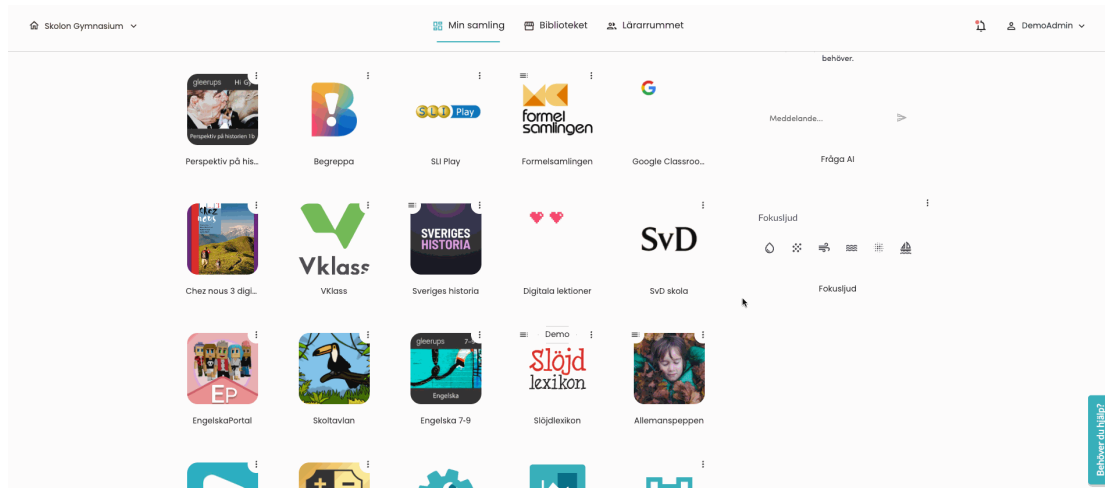 Skolon Gymnasium
Min samling
Biblioteket
Lärarrummet
DemoAdmin
behöver.
gleerups
Perspektiv på historien 1b
SLI Play
formel
samlingen
Meddelande...
Perspektiv på his...
Begreppa
SLI Play
Formelsamlingen
Google Classroo...
Fråga AI
chez
nous
Vklass
SVERIGES
HISTORIA
SvD
Fokusljud
Chez nous 3 digi...
VKlass
Sveriges historia
Digitala lektioner
SvD skola
Fokusljud
EP
gleerups
Engelska
Demo
Slöjd
lexikon
EngelskaPortal
Skoltavlan
Engelska 7-9
Slöjdlexikon
Allemanspeppen
Behöver du hjälp?